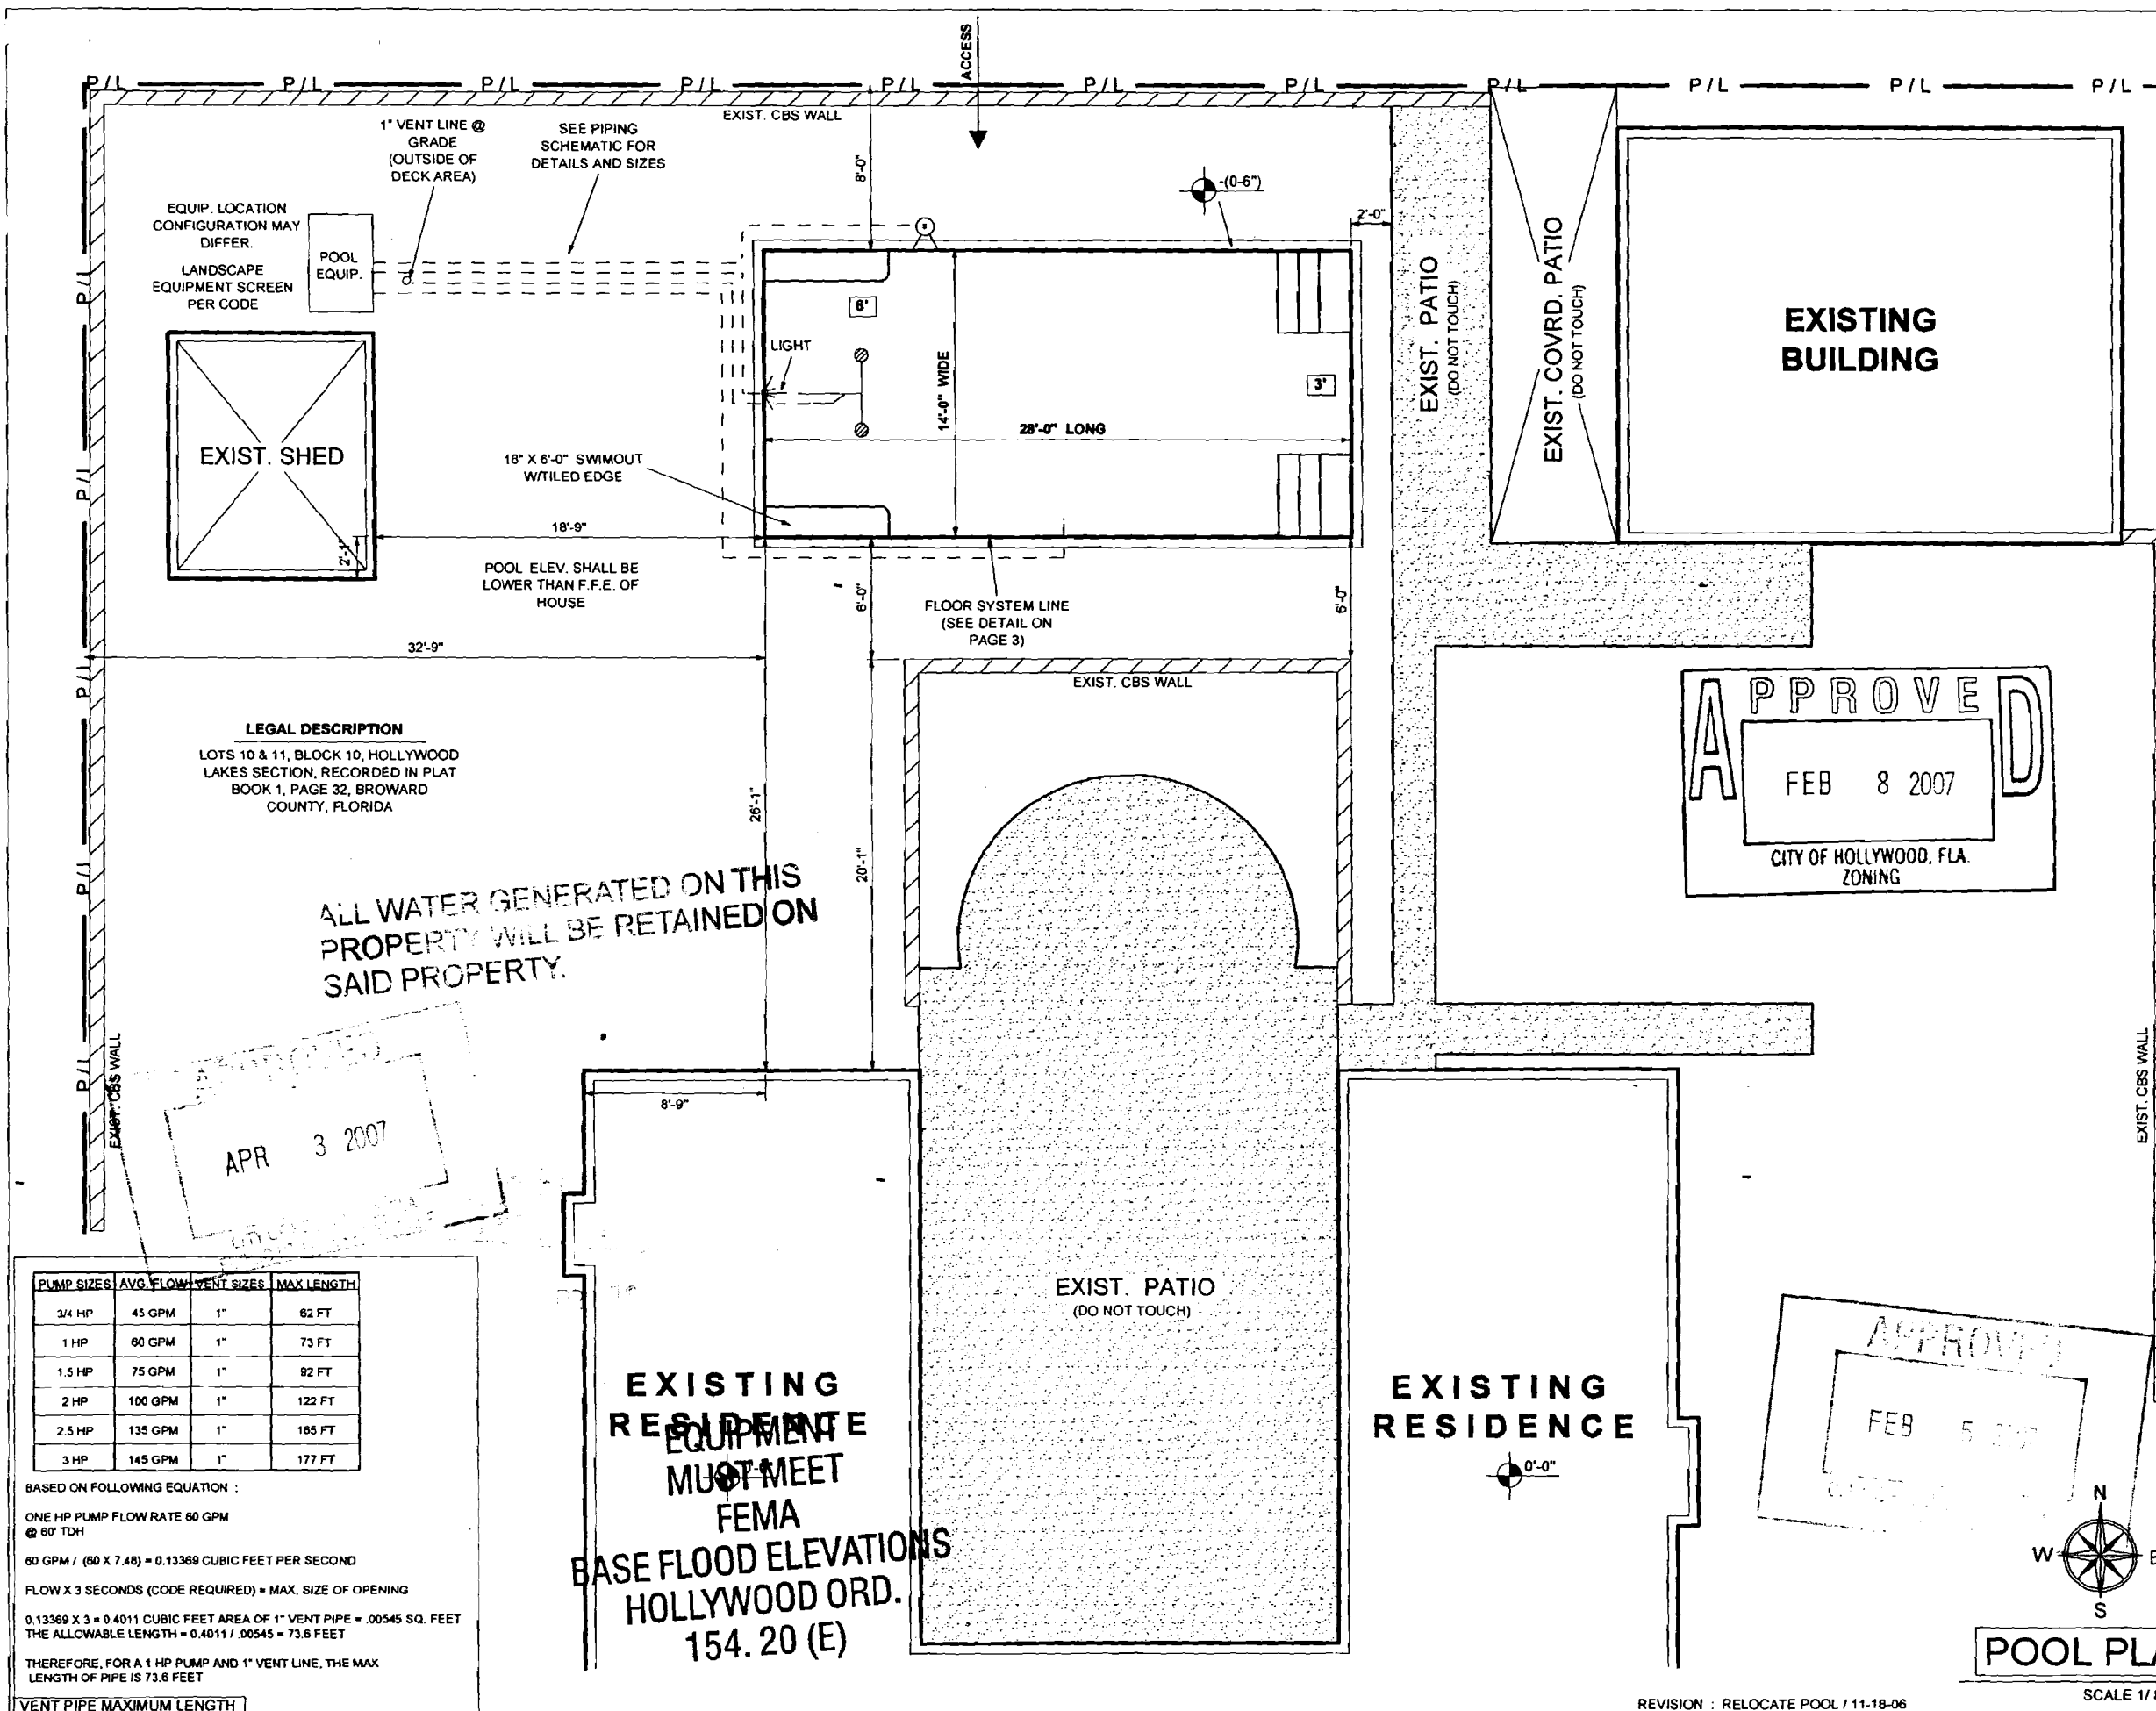 ACCESS
P/L P/L P/L P/L P/L P/L P/L P/L P/L P/L P/L
EXIST. CBS WALL
1" VENT LINE @
GRADE
(OUTSIDE OF
DECK AREA)
SEE PIPING
SCHEMATIC FOR
DETAILS AND SIZES
8'-0"
-(0-6")
2'-0"
EQUIP. LOCATION
CONFIGURATION MAY
DIFFER.
LANDSCAPE
EQUIPMENT SCREEN
PER CODE
POOL
EQUIP.
P/L
P/L
P/L
P/L
P/L
6'
LIGHT
14'-0" WIDE
28'-0" LONG
3'
EXIST. PATIO
(DO NOT TOUCH)
EXIST. COVRD. PATIO
(DO NOT TOUCH)
EXISTING
BUILDING
EXIST. SHED
18" X 6'-0" SWIMOUT
W/TILED EDGE
18'-9"
2'-1"
POOL ELEV. SHALL BE
LOWER THAN F.F.E. OF
HOUSE
6'-0"
FLOOR SYSTEM LINE
(SEE DETAIL ON
PAGE 3)
6'-0"
32'-9"
EXIST. CBS WALL
LEGAL DESCRIPTION
LOTS 10 & 11, BLOCK 10, HOLLYWOOD
LAKES SECTION, RECORDED IN PLAT
BOOK 1, PAGE 32, BROWARD
COUNTY, FLORIDA
26'-1"
20'-1"
APPROVED
FEB 8 2007
CITY OF HOLLYWOOD, FLA.
ZONING
ALL WATER GENERATED ON THIS
PROPERTY WILL BE RETAINED ON
SAID PROPERTY.
EXIST. CBS WALL
APR 3 2007
8'-9"
EXIST. CBS WALL
EXIST. PATIO
(DO NOT TOUCH)
EXISTING
RESIDENCE
EQUIPMENT
MUST MEET
FEMA
BASE FLOOD ELEVATIONS
HOLLYWOOD ORD.
154.20 (E)
EXISTING
RESIDENCE
0'-0"
APPROVED
FEB 5
N
W E
S
PUMP SIZES AVG. FLOW VENT SIZES MAX LENGTH
3/4 HP 45 GPM 1" 62 FT
1 HP 60 GPM 1" 73 FT
1.5 HP 75 GPM 1" 92 FT
2 HP 100 GPM 1" 122 FT
2.5 HP 135 GPM 1" 165 FT
3 HP 145 GPM 1" 177 FT
BASED ON FOLLOWING EQUATION :
ONE HP PUMP FLOW RATE 60 GPM
@ 60' TDH
60 GPM / (60 X 7.48) = 0.13369 CUBIC FEET PER SECOND
FLOW X 3 SECONDS (CODE REQUIRED) = MAX. SIZE OF OPENING
0.13369 X 3 = 0.4011 CUBIC FEET AREA OF 1" VENT PIPE = .00545 SQ. FEET
THE ALLOWABLE LENGTH = 0.4011 / .00545 = 73.6 FEET
THEREFORE, FOR A 1 HP PUMP AND 1" VENT LINE, THE MAX
LENGTH OF PIPE IS 73.6 FEET
VENT PIPE MAXIMUM LENGTH
POOL PLA
SCALE 1/
REVISION : RELOCATE POOL / 11-18-06